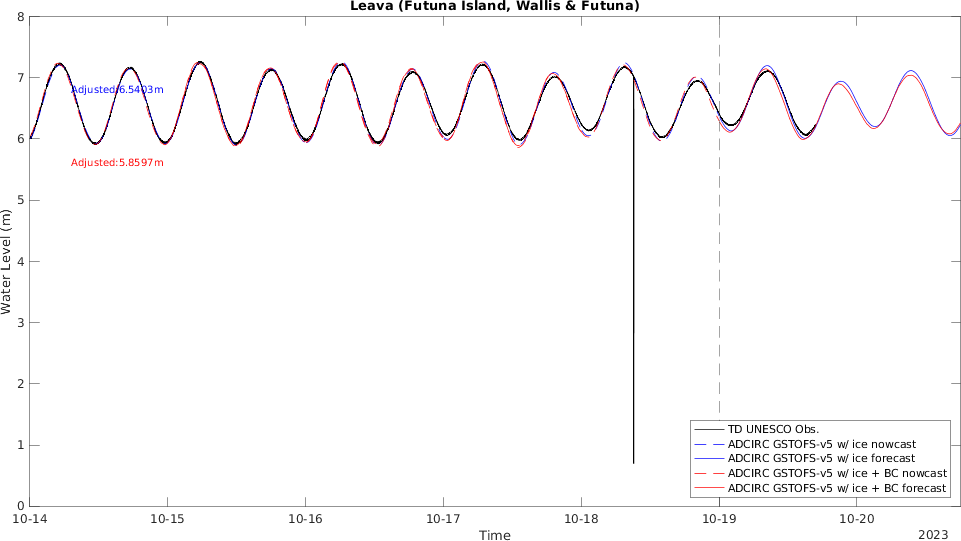 Leava (Futuna Island, Wallis & Futuna)
8
7
6
5
4
3
2
1
0
Water Level (m)
Adjusted:6.5403m
Adjusted:5.8597m
TD UNESCO Obs.
ADCIRC GSTOFS-v5 w/ ice nowcast
ADCIRC GSTOFS-v5 w/ ice forecast
ADCIRC GSTOFS-v5 w/ ice + BC nowcast
ADCIRC GSTOFS-v5 w/ ice + BC forecast
10-14 10-15 10-16 10-17 10-18 10-19 10-20
Time
2023